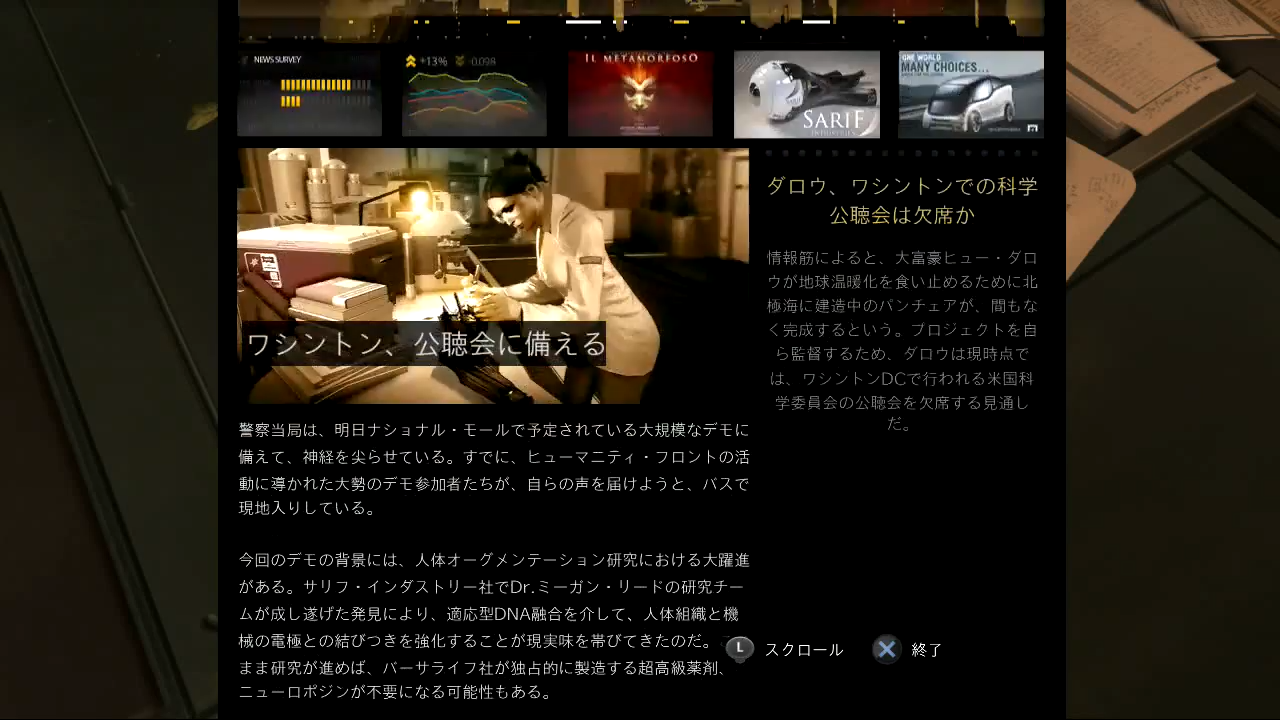 NEWS SURVEY
+13%
-0.098
IL METAMORFOSO
SARIF
INDUSTRIES
ONE WORLD.
MANY CHOICES...
ワシントン、公聴会に備える
警察当局は、明日ナショナル・モールで予定されている大規模なデモに
備えて、神経を尖らせている。すでに、ヒューマニティ・フロントの活
動に導かれた大勢のデモ参加者たちが、自らの声を届けようと、バスで
現地入りしている。
今回のデモの背景には、人体オーグメンテーション研究における大躍進
がある。サリフ・インダストリー社でDr.ミーガン・リードの研究チー
ムが成し遂げた発見により、適応型DNA融合を介して、人体組織と機
械の電極との結びつきを強化することが現実味を帯びてきたのだ。
まま研究が進めば、バーサライフ社が独占的に製造する超高級薬剤、
ニューロポジンが不要になる可能性もある。
ダロウ、ワシントンでの科学
公聴会は欠席か
情報筋によると、大富豪ヒュー・ダロ
ウが地球温暖化を食い止めるために北
極海に建造中のパンチェアが、間もな
く完成するという。プロジェクトを自
ら監督するため、ダロウは現時点で
は、ワシントンDCで行われる米国科
学委員会の公聴会を欠席する見通し
だ。
L スクロール
終了